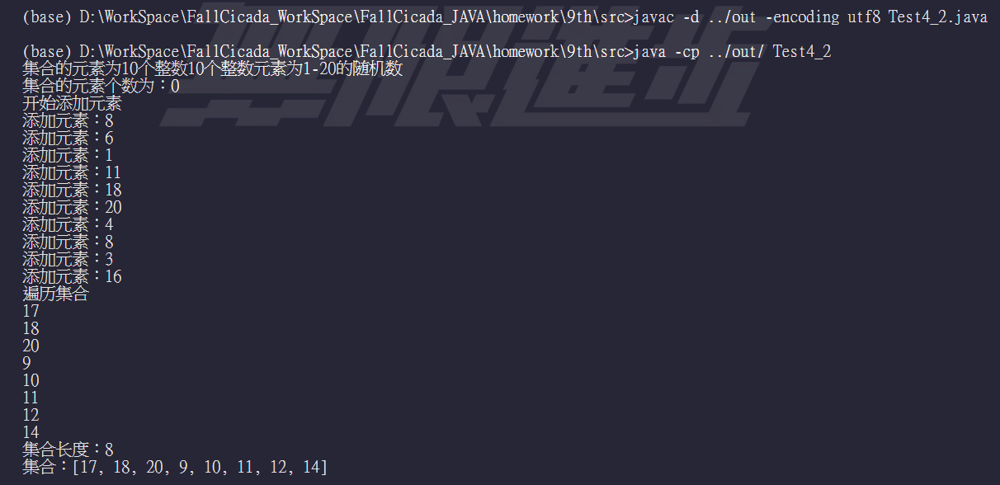 (base) D:\WorkSpace\FallCicada_WorkSpace\FallCicada_JAVA\homework\9th\src>javac -d ../out -encoding utf8 Test4_2.java
(base) D:\WorkSpace\FallCicada_WorkSpace\FallCicada_JAVA\homework\9th\src>java -cp ../out/ Test4_2
集合的元素为10个整数10个整数元素为1-20的随机数
集合的元素个数为：0
开始添加元素
添加元素：8
添加元素：6
添加元素：1
添加元素：11
添加元素：18
添加元素：20
添加元素：4
添加元素：8
添加元素：3
添加元素：16
遍历集合
17
18
20
9
10
11
12
14
集合长度：8
集合：[17, 18, 20, 9, 10, 11, 12, 14]